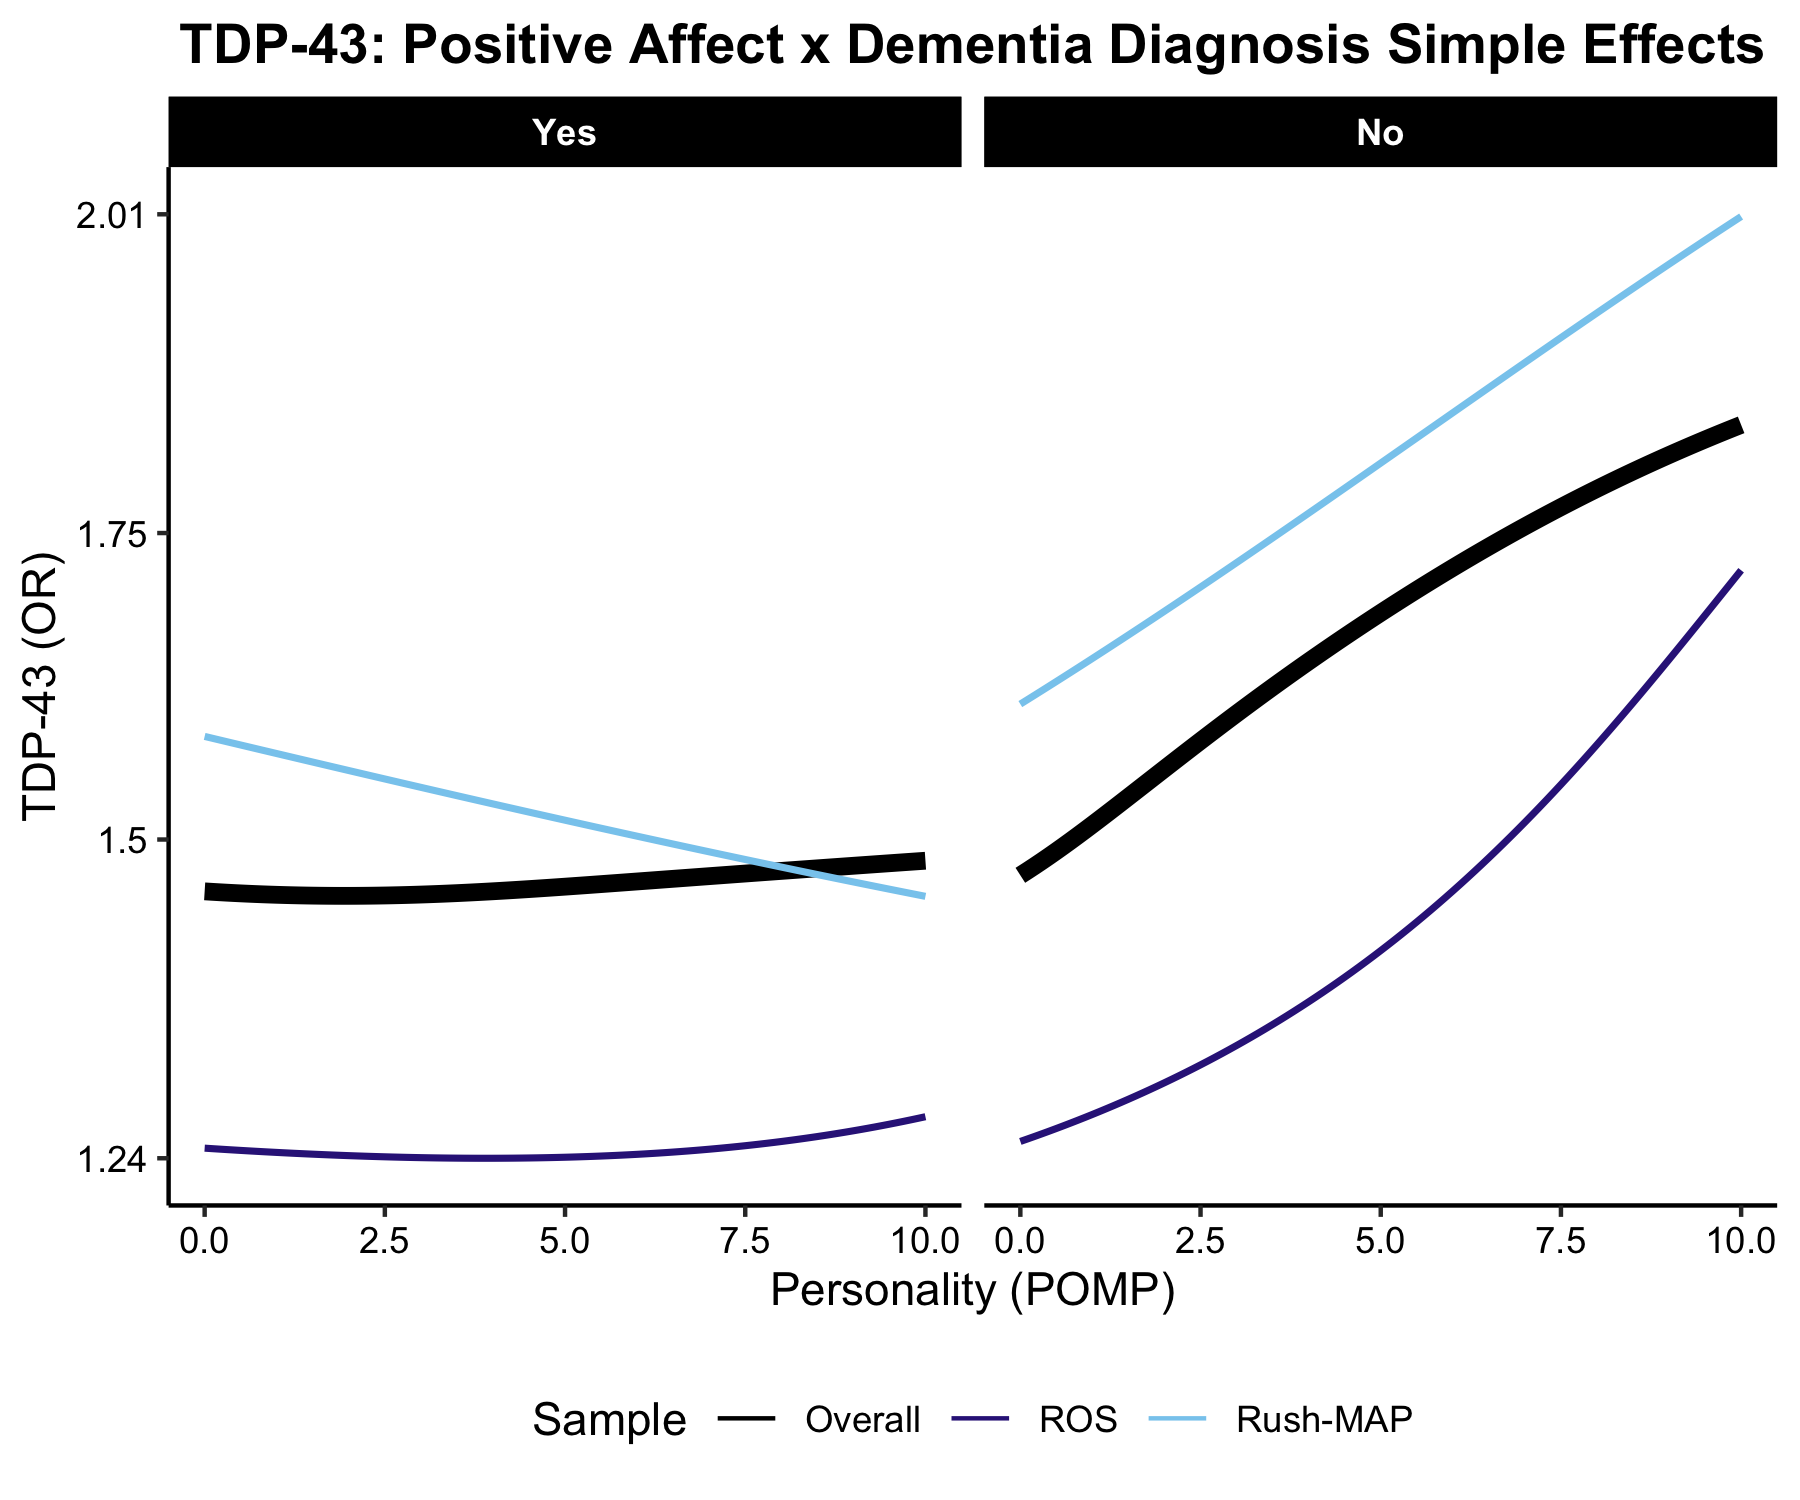 TDP-43: Positive Affect x Dementia Diagnosis Simple Effects
Yes No
2.01
1.75
1.5
1.24
TDP-43 (OR)
0.0 2.5 5.0 7.5 10.0 0.0 2.5 5.0 7.5 10.0
Personality (POMP)
Sample Overall ROS Rush-MAP